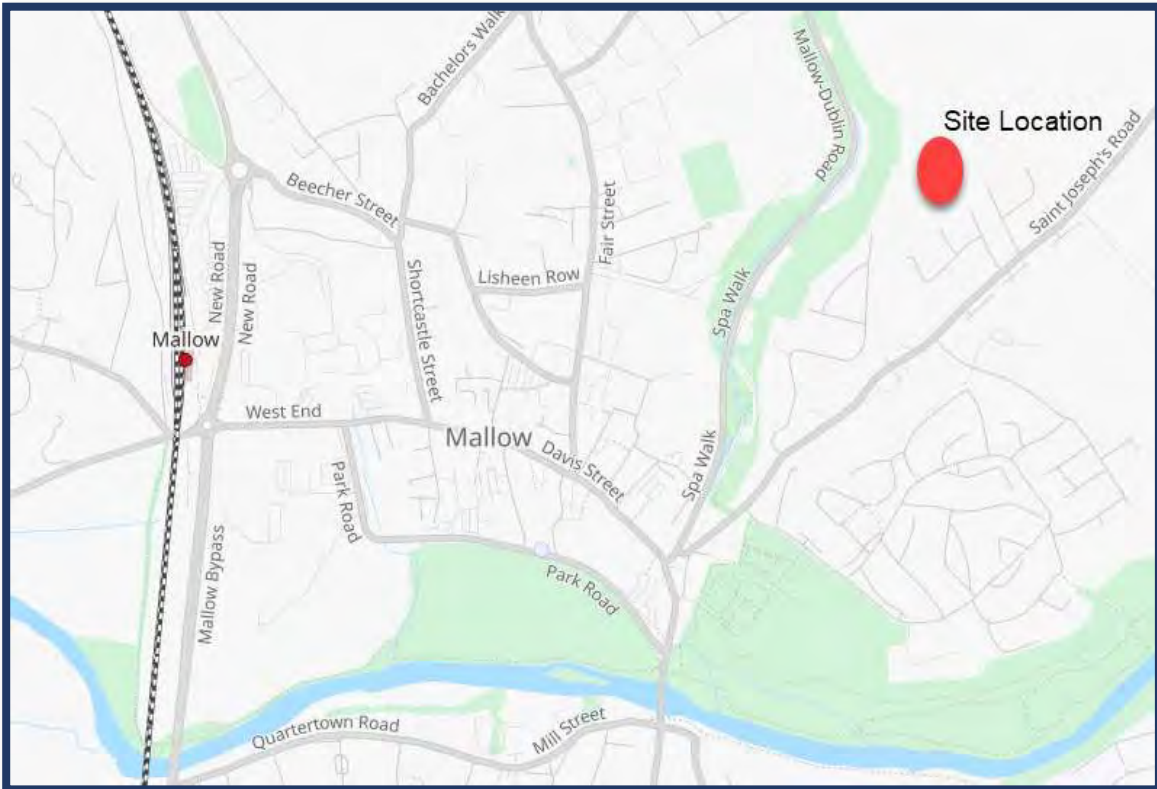 Bachelors Walk
Mallow-Dublin Road
Site Location
Saint Joseph's Road
Beecher Street
Fair Street
New Road
New Road
Shortcastle Street
Lisheen Row
Spa Walk
Mallow
West End
Mallow
Davis Street
Spa Walk
Park Road
Mallow Bypass
Park Road
Quartertown Road
Mill Street